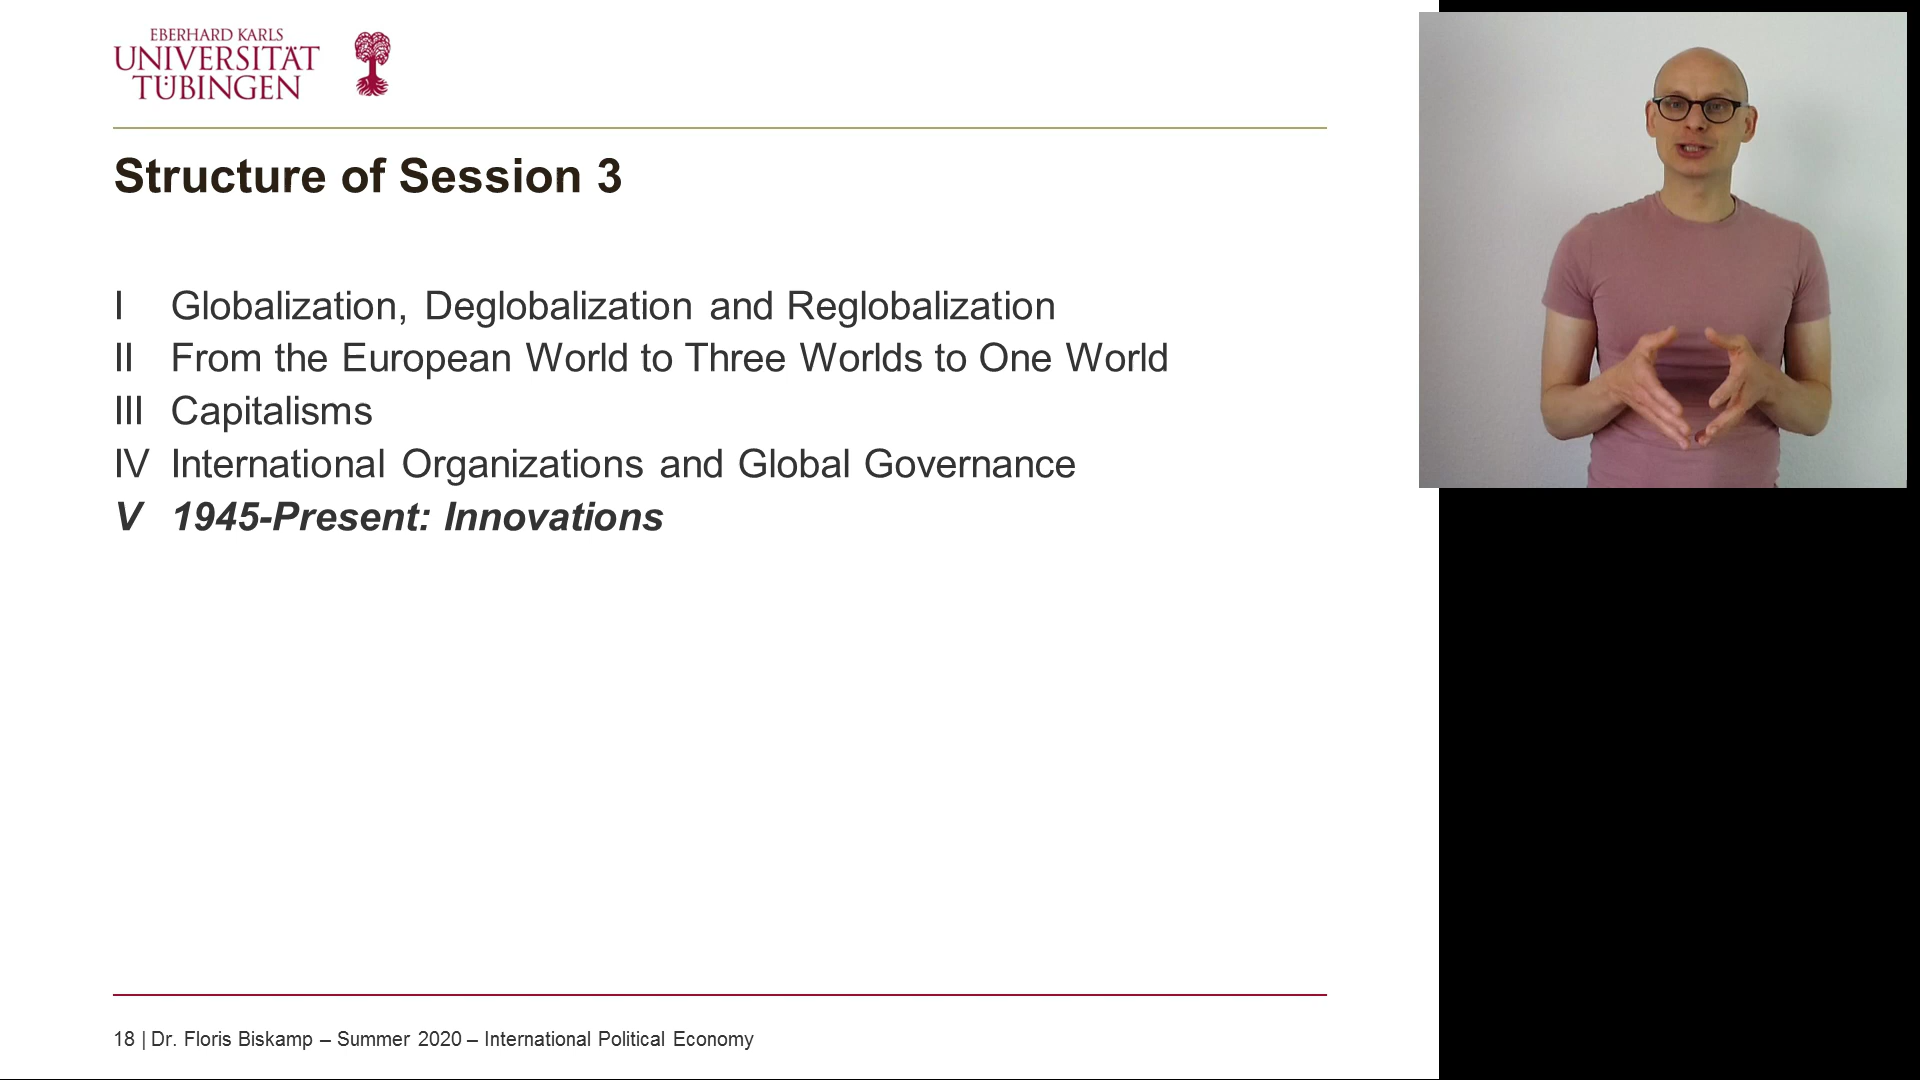 EBERHARD KARLS
UNIVERSITÄT
TÜBINGEN
Structure of Session 3
I Globalization, Deglobalization and Reglobalization
II From the European World to Three Worlds to One World
III Capitalisms
IV International Organizations and Global Governance
V 1945-Present: Innovations
18 | Dr. Floris Biskamp – Summer 2020 – International Political Economy